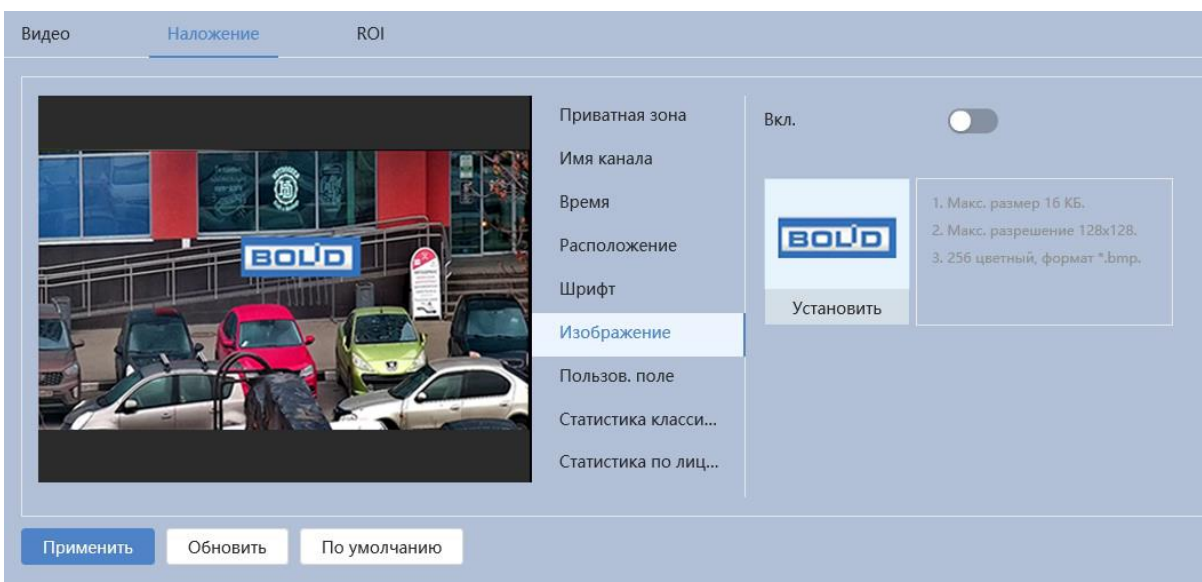 Видео
Наложение
ROI
BOLID
Приватная зона
Имя канала
Время
Расположение
Шрифт
Изображение
Пользов. поле
Статистика класси...
Статистика по лиц...
Вкл.
BOLID
Установить
1. Макс. размер 16 КБ.
2. Макс. разрешение 128x128.
3. 256 цветный, формат *.bmp.
Применить
Обновить
По умолчанию